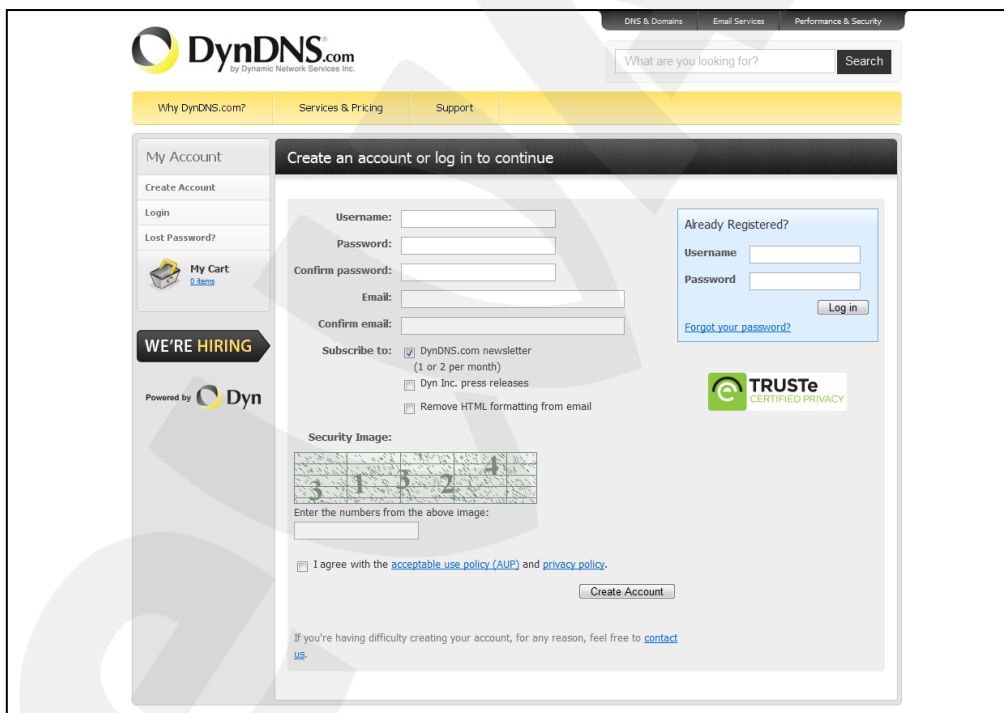 DNS & Domains Email Services Performance & Security
DynDNS.com
by Dynamic Network Services Inc.
What are you looking for? Search
Why DynDNS.com? Services & Pricing Support
My Account
Create Account
Login
Lost Password?
My Cart
0 items
WE'RE HIRING
Powered by Dyn
Create an account or log in to continue
Username:
Password:
Confirm password:
Email:
Confirm email:
Subscribe to: DynDNS.com newsletter
(1 or 2 per month)
Dyn Inc. press releases
Remove HTML formatting from email
Security Image:
3 1 3 2 4
Enter the numbers from the above image:
I agree with the acceptable use policy (AUP) and privacy policy.
Create Account
If you're having difficulty creating your account, for any reason, feel free to contact
us.
Already Registered?
Username
Password
Log in
Forgot your password?
TRUSTe
CERTIFIED PRIVACY